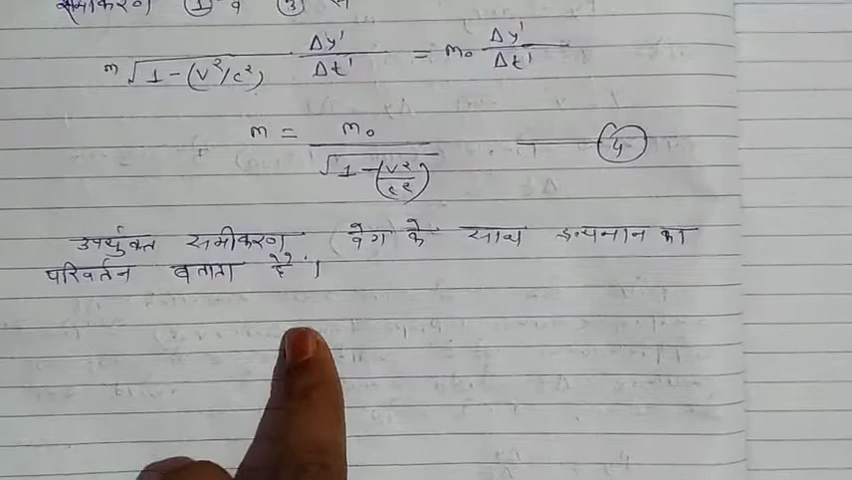 समीकरण ① व ③ से
m √1-(v²/c²) Δy'/Δt' = m₀ Δy'/Δt'
m = m₀/√1-(v²/c²) —— ④
उपर्युक्त समीकरण वेग के साथ द्रव्यमान का
परिवर्तन बताता है।